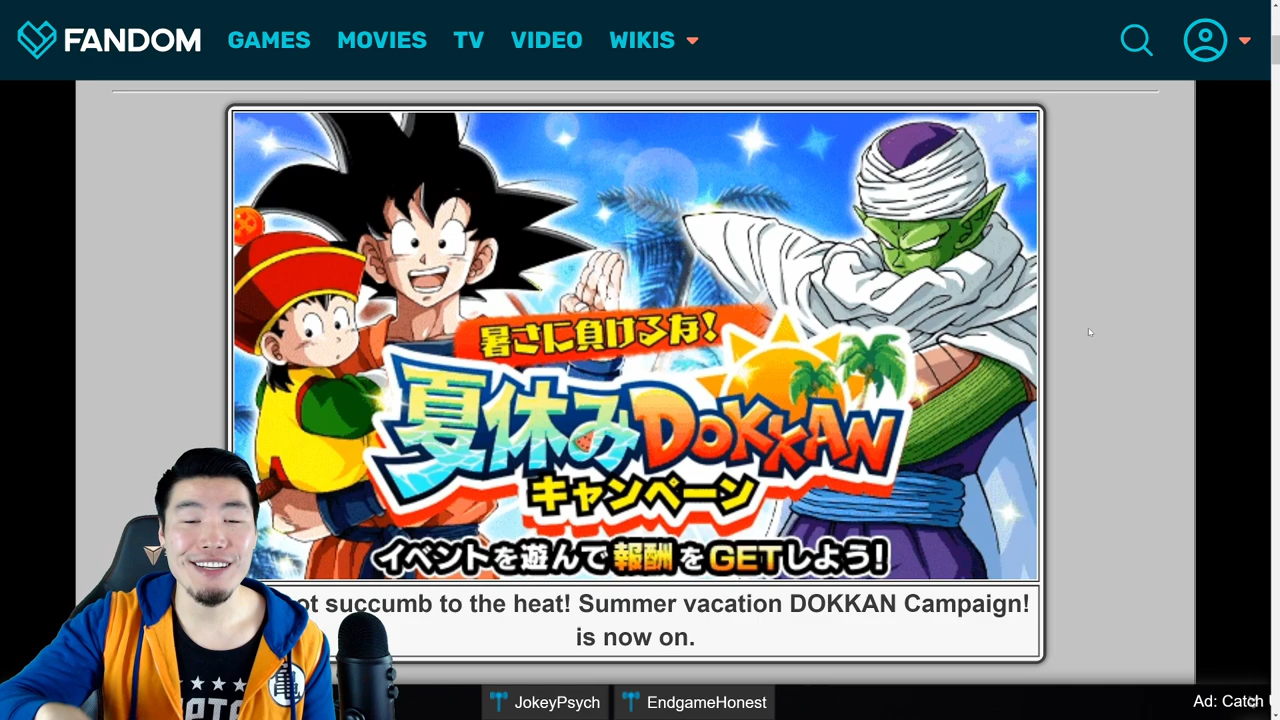 FANDOM GAMES MOVIES TV VIDEO WIKIS
暑さに負けるな!
夏休みDOKKAN
キャンペーン
イベントを遊んで報酬をGETしよう!
succumb to the heat! Summer vacation DOKKAN Campaign!
is now on.
JokeyPsych EndgameHonest
Ad: Catch